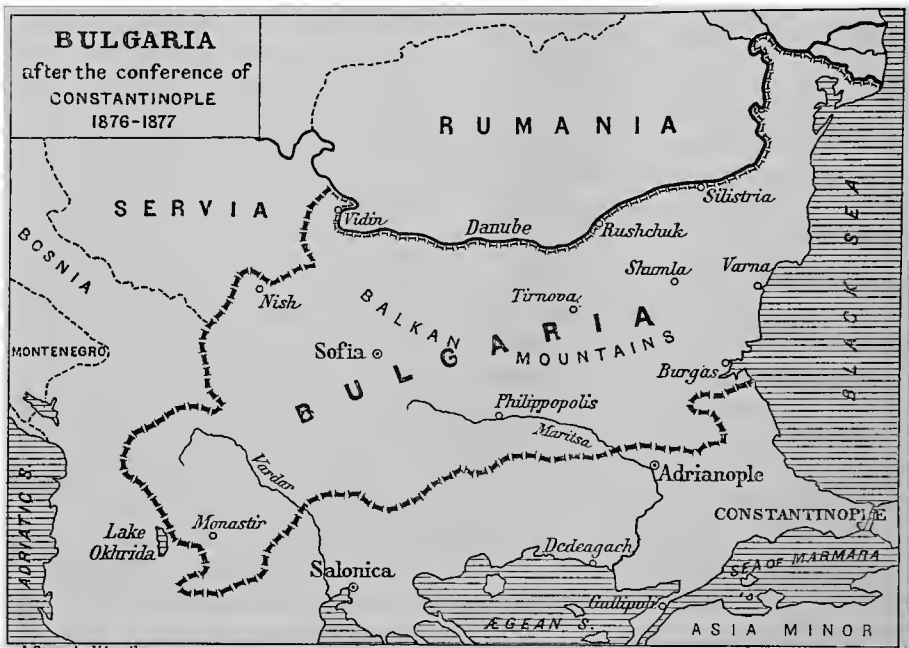 BULGARIA
after the conference of
CONSTANTINOPLE
1876-1877
RUMANIA
SERVIA
BOSNIA
MONTENEGRO
Vidin
Danube
Rushchuk
Silistria
Shumla
Varna
Nish
Tirnova
BALKAN
MOUNTAINS
Sofia
BULGARIA
Burgas
BLACK SEA
Philippopolis
Maritsa
Adrianople
Vardar
Monastir
Lake
Okhrida
ADRIATIC S.
Salonica
Dedeagach
CONSTANTINOPLE
SEA OF MARMARA
Gallipoli
ÆGEAN S.
ASIA MINOR